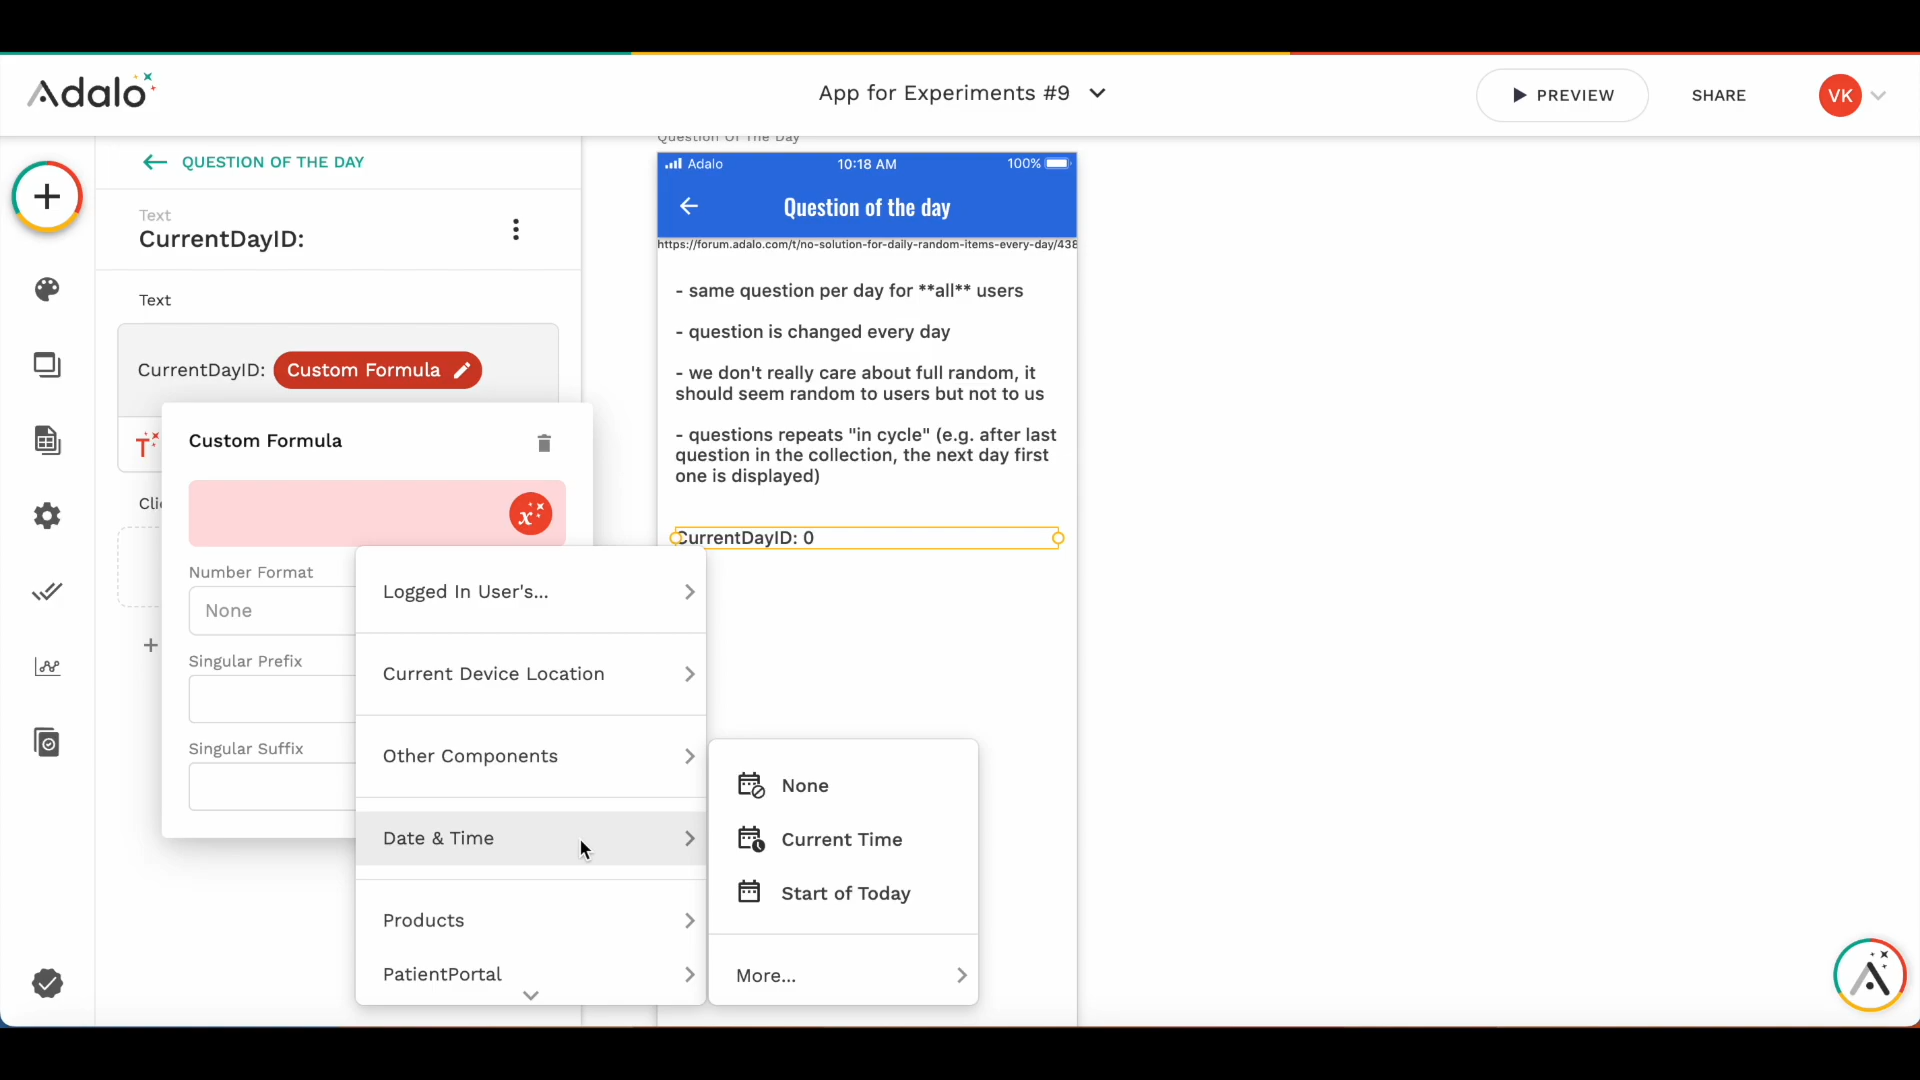 Adalo
App for Experiments #9
PREVIEW
SHARE
VK
QUESTION OF THE DAY
Text
CurrentDayID:
Text
CurrentDayID: Custom Formula
T
Clic
Custom Formula
x
Number Format
None
Singular Prefix
Singular Suffix
Logged In User's...
Current Device Location
Other Components
Date & Time
Products
PatientPortal
None
Current Time
Start of Today
More...
Question Of The Day
Adalo 10:18 AM 100%
Question of the day
https://forum.adalo.com/t/no-solution-for-daily-random-items-every-day/438
- same question per day for **all** users
- question is changed every day
- we don't really care about full random, it
should seem random to users but not to us
- questions repeats "in cycle" (e.g. after last
question in the collection, the next day first
one is displayed)
CurrentDayID: 0